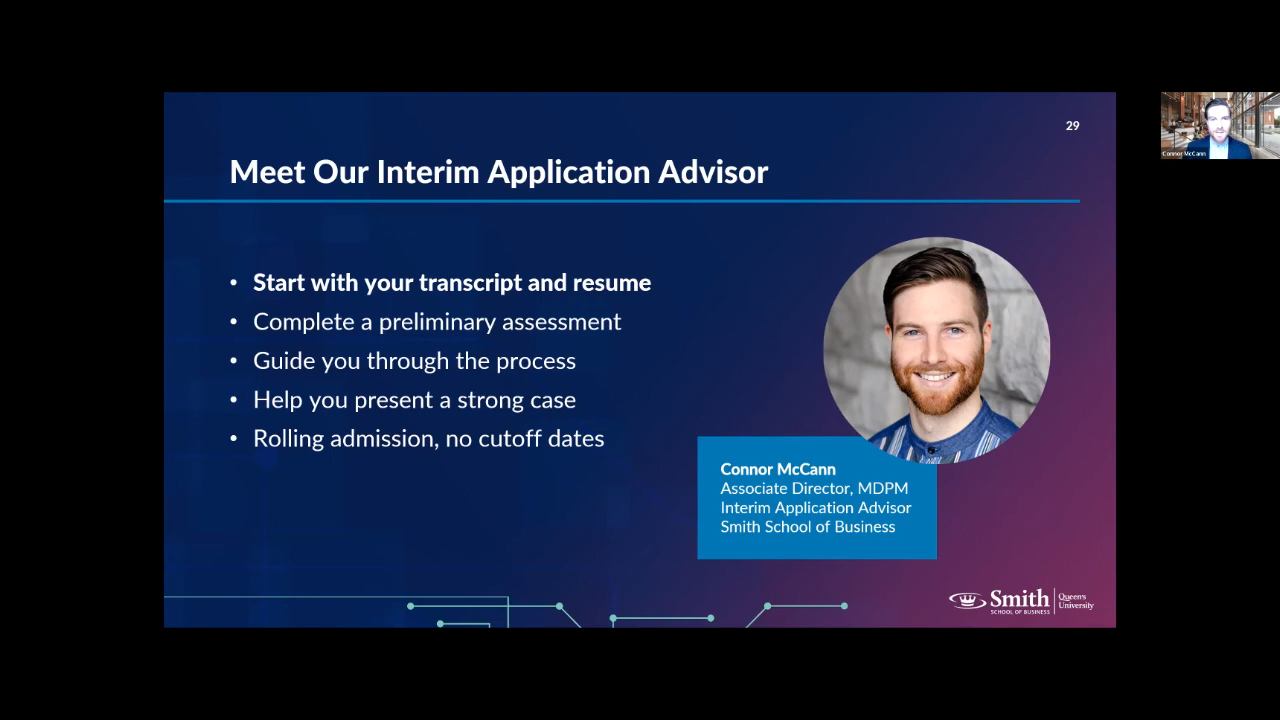 29
Connor McCann
Meet Our Interim Application Advisor
• Start with your transcript and resume
• Complete a preliminary assessment
• Guide you through the process
• Help you present a strong case
• Rolling admission, no cutoff dates
Connor McCann
Associate Director, MDPM
Interim Application Advisor
Smith School of Business
Smith
SCHOOL OF BUSINESS
Queen's
University